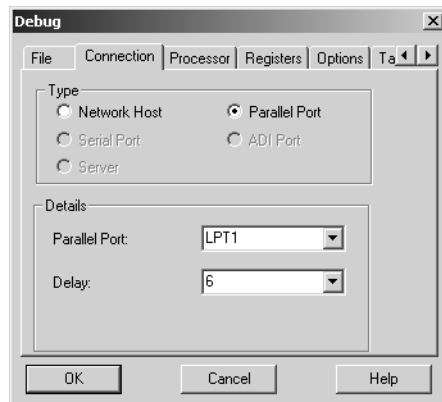 Debug
File Connection Processor Registers Options Ta
Type
Network Host Parallel Port
Serial Port ADI Port
Server
Details
Parallel Port: LPT1
Delay: 6
OK Cancel Help